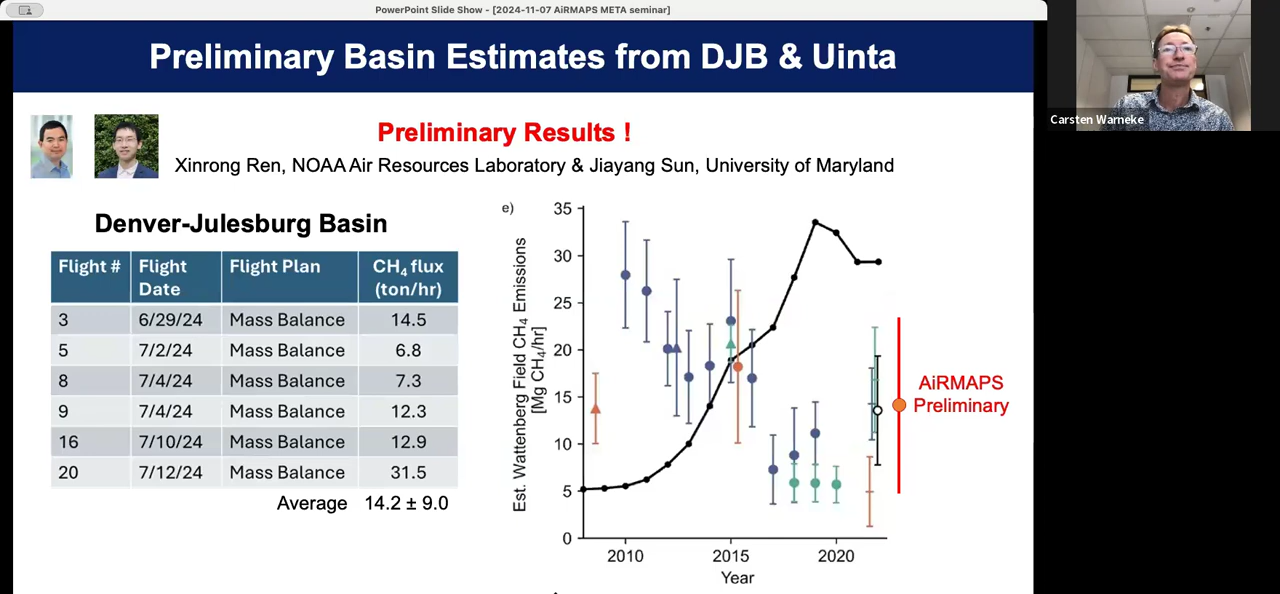 PowerPoint Slide Show - [2024-11-07 AiRMAPS META seminar]
Preliminary Basin Estimates from DJB & Uinta
Carsten Warneke
Preliminary Results !
Xinrong Ren, NOAA Air Resources Laboratory & Jiayang Sun, University of Maryland
Denver-Julesburg Basin
Flight # Flight Date Flight Plan CH₄ flux (ton/hr)
3 6/29/24 Mass Balance 14.5
5 7/2/24 Mass Balance 6.8
8 7/4/24 Mass Balance 7.3
9 7/4/24 Mass Balance 12.3
16 7/10/24 Mass Balance 12.9
20 7/12/24 Mass Balance 31.5
Average 14.2 ± 9.0
e)
Est. Wattenberg Field CH₄ Emissions
[Mg CH₄/hr]
35
30
25
20
15
10
5
0
2010 2015 2020
Year
AiRMAPS
Preliminary